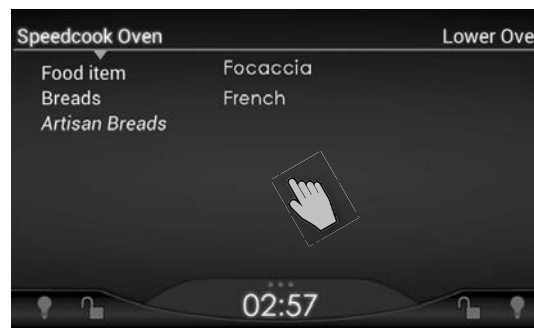 Speedcook Oven Lower Ove
Food item Focaccia
Breads French
Artisan Breads
02:57